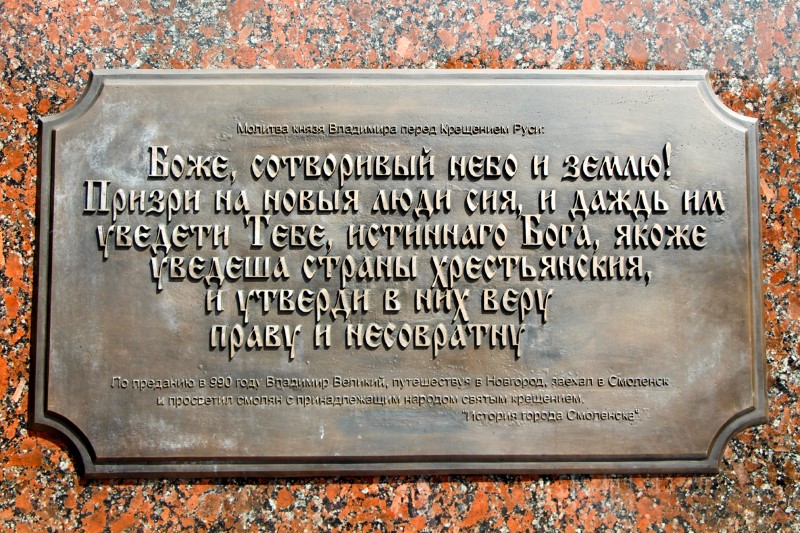 Молитва князя Владимира перед Крещением Руси:
Боже, сотворивый небо и землю!
Призри на новыя люди сия, и даждь им
уведети Тебе, истиннаго Бога, якоже
уведеша страны хрестьянския,
и утверди в них веру
праву и несовратну
По преданию в 990 году Владимир Великий, путешествуя в Новгород, заехал в Смоленск
и просветил смолян с принадлежащим народом святым крещением.
"История города Смоленска"